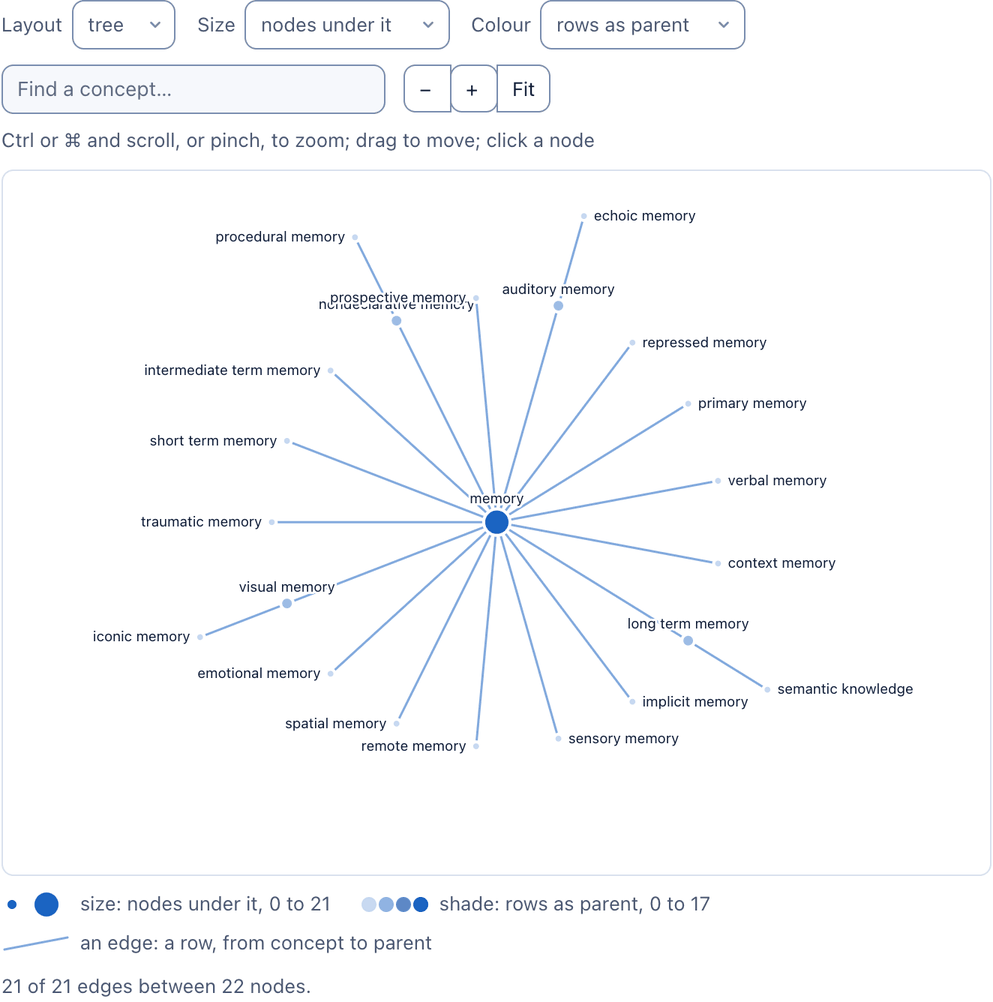 Layout tree Size nodes under it Colour rows as parent
Find a concept... − + Fit
Ctrl or ⌘ and scroll, or pinch, to zoom; drag to move; click a node
echoic memory
procedural memory
auditory memory
prospective memory
nondeclarative memory
repressed memory
intermediate term memory
primary memory
short term memory
verbal memory
memory
traumatic memory
context memory
visual memory
long term memory
iconic memory
emotional memory
semantic knowledge
implicit memory
spatial memory
sensory memory
remote memory
size: nodes under it, 0 to 21 shade: rows as parent, 0 to 17
an edge: a row, from concept to parent
21 of 21 edges between 22 nodes.